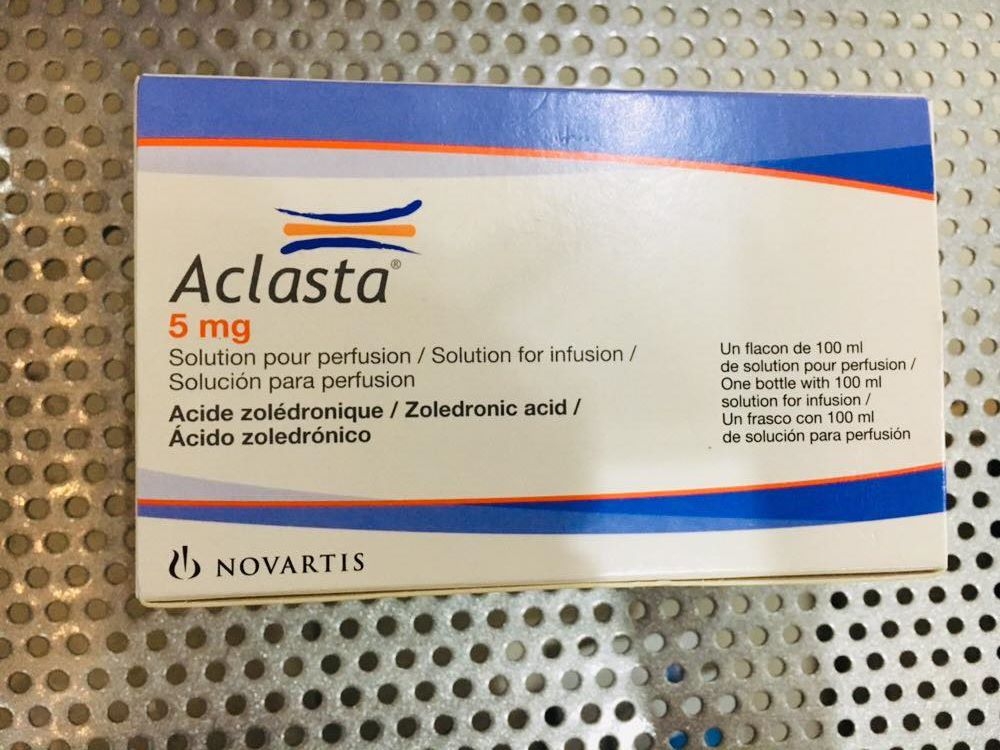 Aclasta®
5 mg
Solution pour perfusion / Solution for infusion /
Solución para perfusion
Acide zolédronique / Zoledronic acid /
Ácido zoledrónico
Un flacon de 100 ml
de solution pour perfusion /
One bottle with 100 ml
solution for infusion /
Un frasco con 100 ml
de solución para perfusión
NOVARTIS